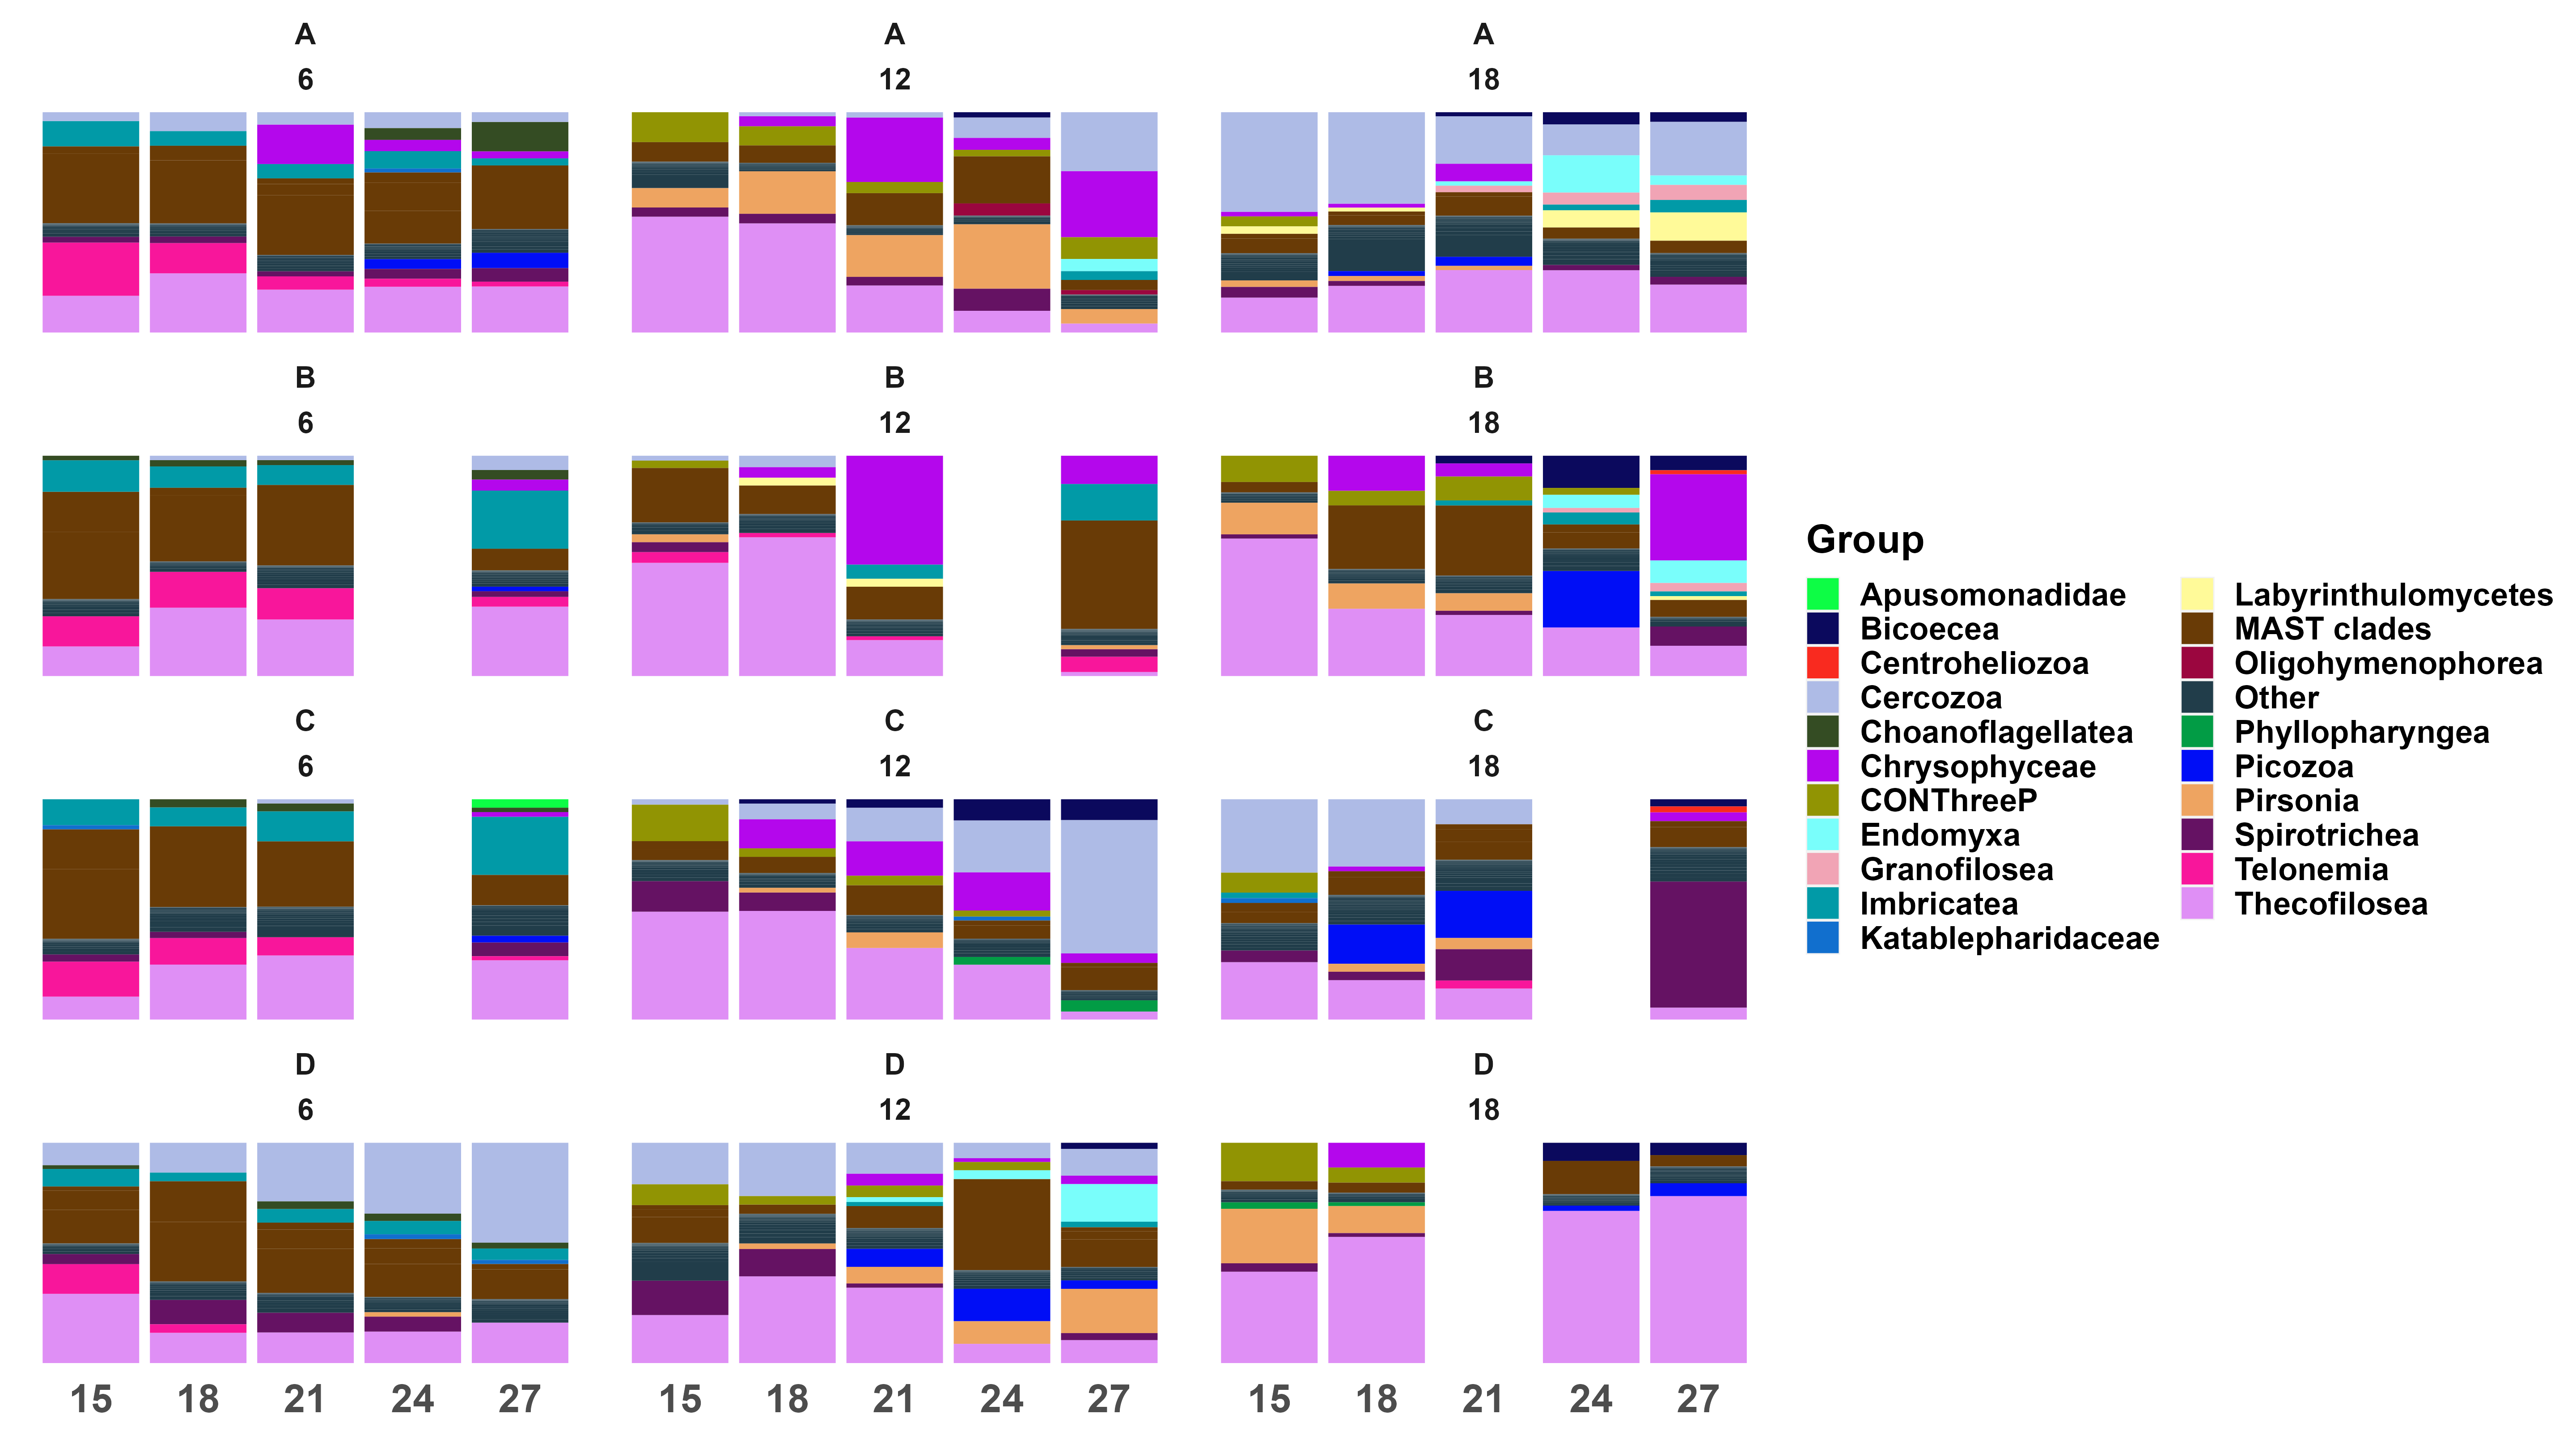 A A A
6 12 18
B B B
6 12 18
C C C
6 12 18
D D D
6 12 18
15 18 21 24 27 15 18 21 24 27 15 18 21 24 27
Group
Apusomonadidae
Bicoecea
Centroheliozoa
Cercozoa
Choanoflagellatea
Chrysophyceae
CONThreeP
Endomyxa
Granofilosea
Imbricatea
Katablepharidaceae
Labyrinthulomycetes
MAST clades
Oligohymenophorea
Other
Phyllopharyngea
Picozoa
Pirsonia
Spirotrichea
Telonemia
Thecofilosea